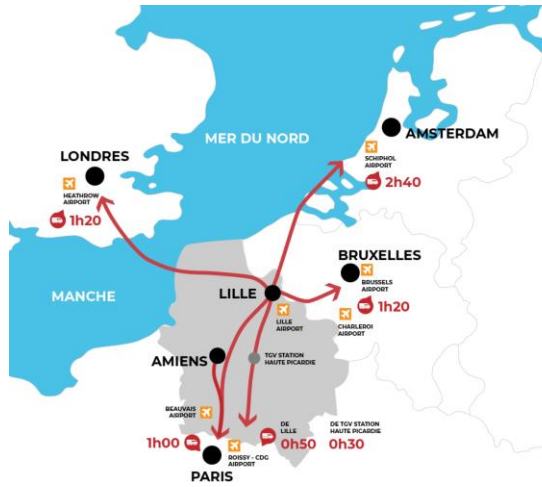 MER DU NORD
AMSTERDAM
SCHIPHOL
AIRPORT
2h40
LONDRES
HEATHROW
AIRPORT
1h20
BRUXELLES
BRUSSELS
AIRPORT
1h20
CHARLEROI
AIRPORT
MANCHE
LILLE
LILLE
AIRPORT
AMIENS
TGV STATION
HAUTE PICARDIE
BEAUVAIS
AIRPORT
1h00
PARIS
ROISSY - CDG
AIRPORT
DE
LILLE
0h50
DE TGV STATION
HAUTE PICARDIE
0h30